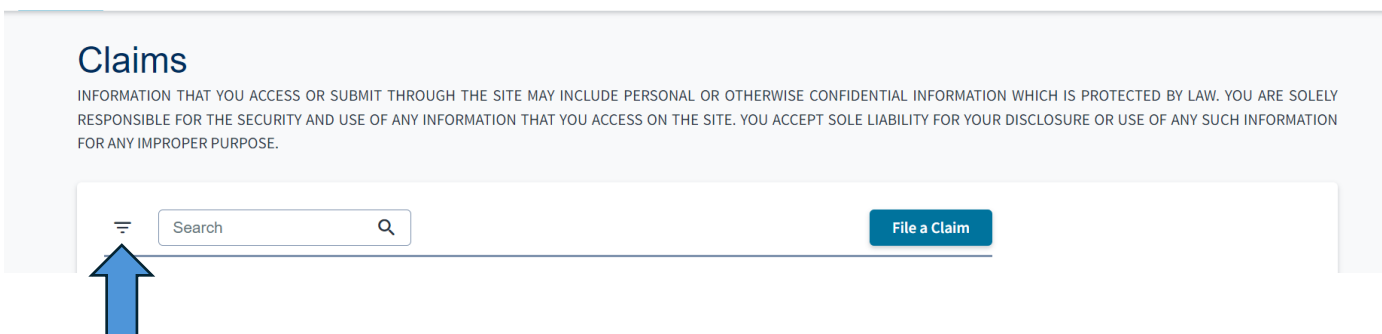 Claims
INFORMATION THAT YOU ACCESS OR SUBMIT THROUGH THE SITE MAY INCLUDE PERSONAL OR OTHERWISE CONFIDENTIAL INFORMATION WHICH IS PROTECTED BY LAW. YOU ARE SOLELY
RESPONSIBLE FOR THE SECURITY AND USE OF ANY INFORMATION THAT YOU ACCESS ON THE SITE. YOU ACCEPT SOLE LIABILITY FOR YOUR DISCLOSURE OR USE OF ANY SUCH INFORMATION
FOR ANY IMPROPER PURPOSE.
Search
File a Claim